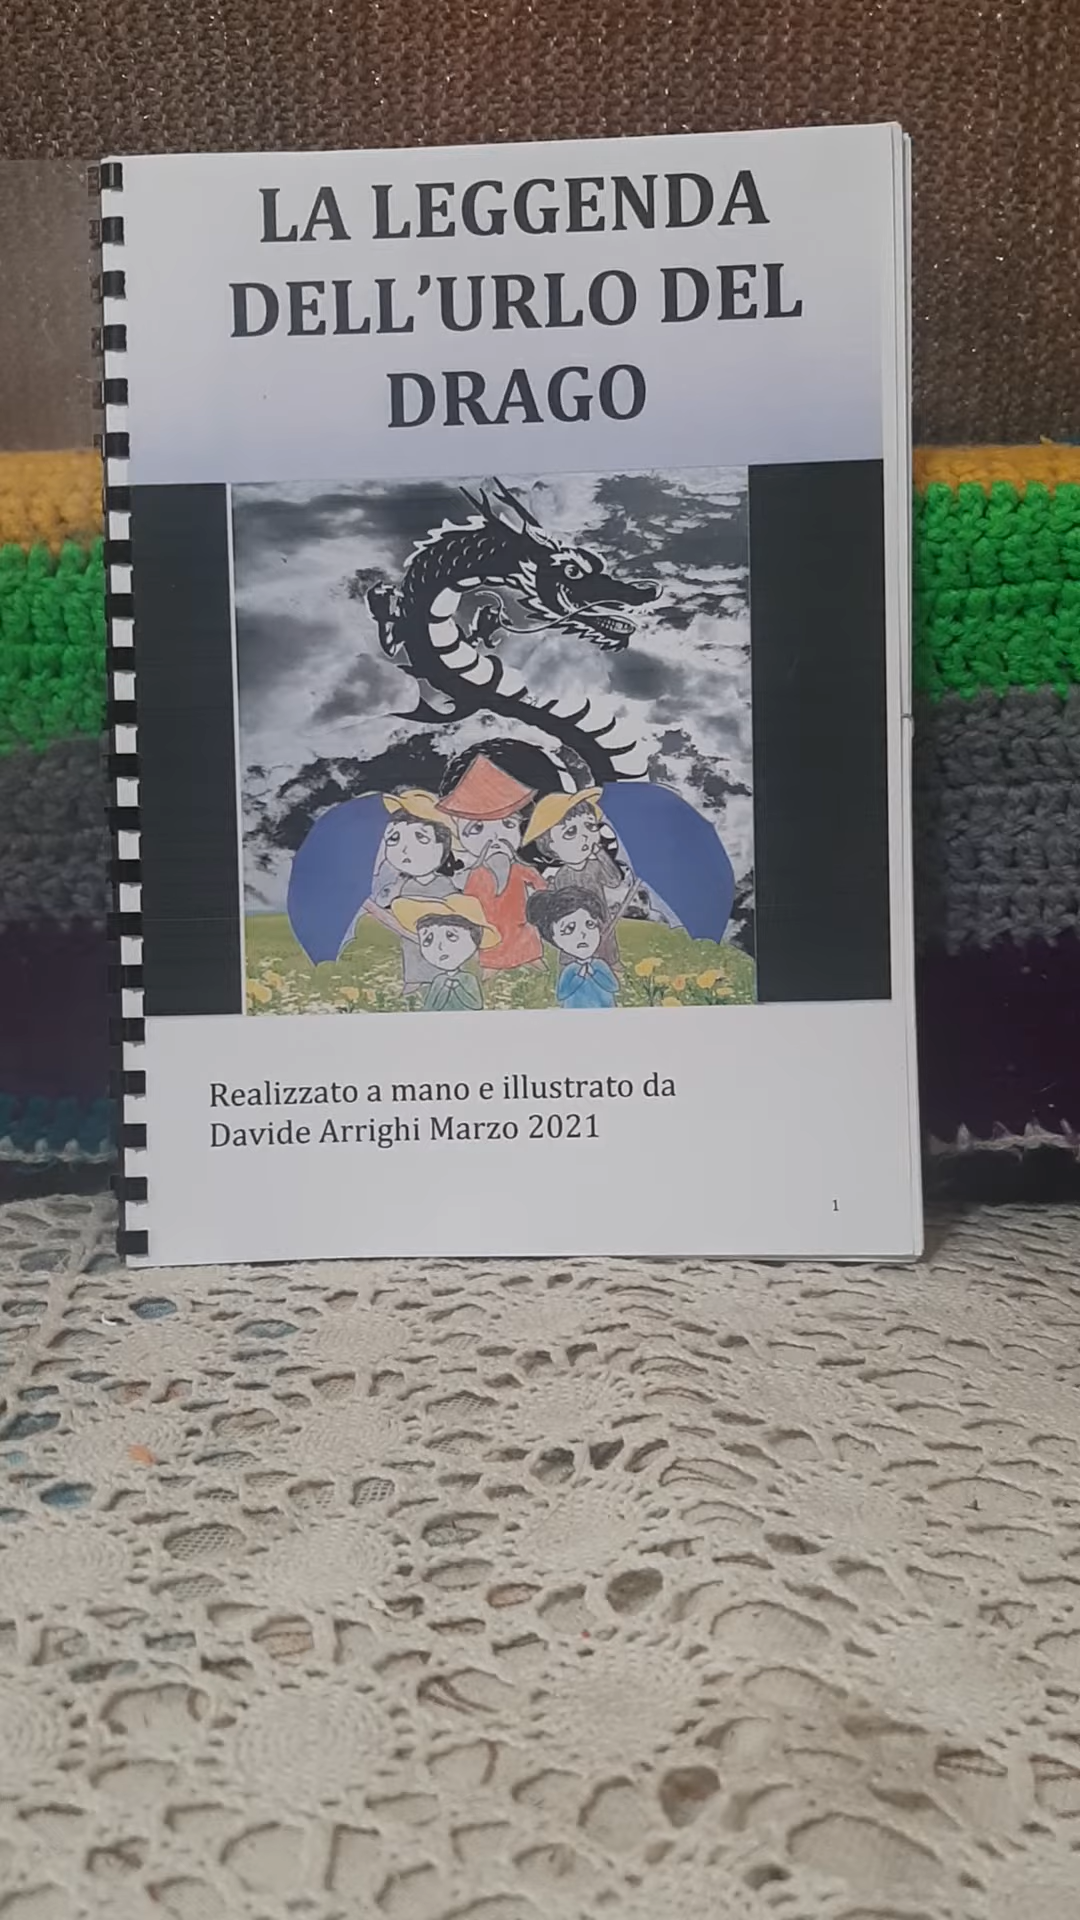 LA LEGGENDA
DELL’URLO DEL
DRAGO
Realizzato a mano e illustrato da
Davide Arrighi Marzo 2021
1